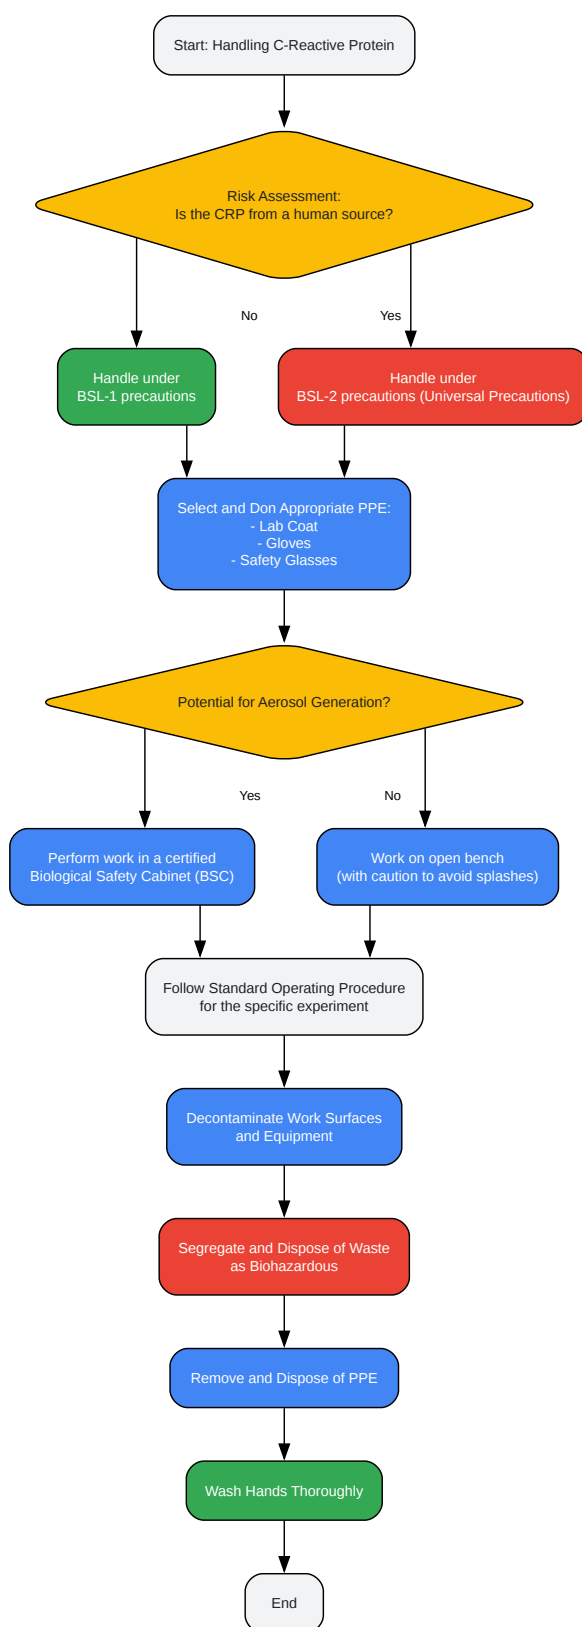 Start: Handling C-Reactive Protein
Risk Assessment:
Is the CRP from a human source?
No
Yes
Handle under
BSL-1 precautions
Handle under
BSL-2 precautions (Universal Precautions)
Select and Don Appropriate PPE:
- Lab Coat
- Gloves
- Safety Glasses
Potential for Aerosol Generation?
Yes
No
Perform work in a certified
Biological Safety Cabinet (BSC)
Work on open bench
(with caution to avoid splashes)
Follow Standard Operating Procedure
for the specific experiment
Decontaminate Work Surfaces
and Equipment
Segregate and Dispose of Waste
as Biohazardous
Remove and Dispose of PPE
Wash Hands Thoroughly
End